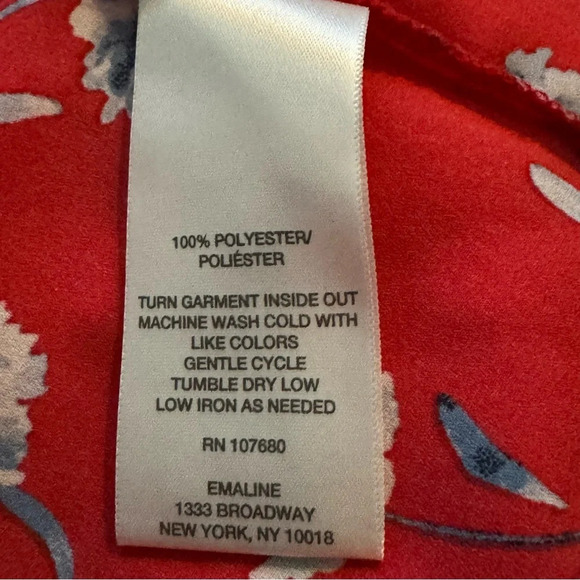 100% POLYESTER/
POLIÉSTER
TURN GARMENT INSIDE OUT
MACHINE WASH COLD WITH
LIKE COLORS
GENTLE CYCLE
TUMBLE DRY LOW
LOW IRON AS NEEDED
RN 107680
EMALINE
1333 BROADWAY
NEW YORK, NY 10018